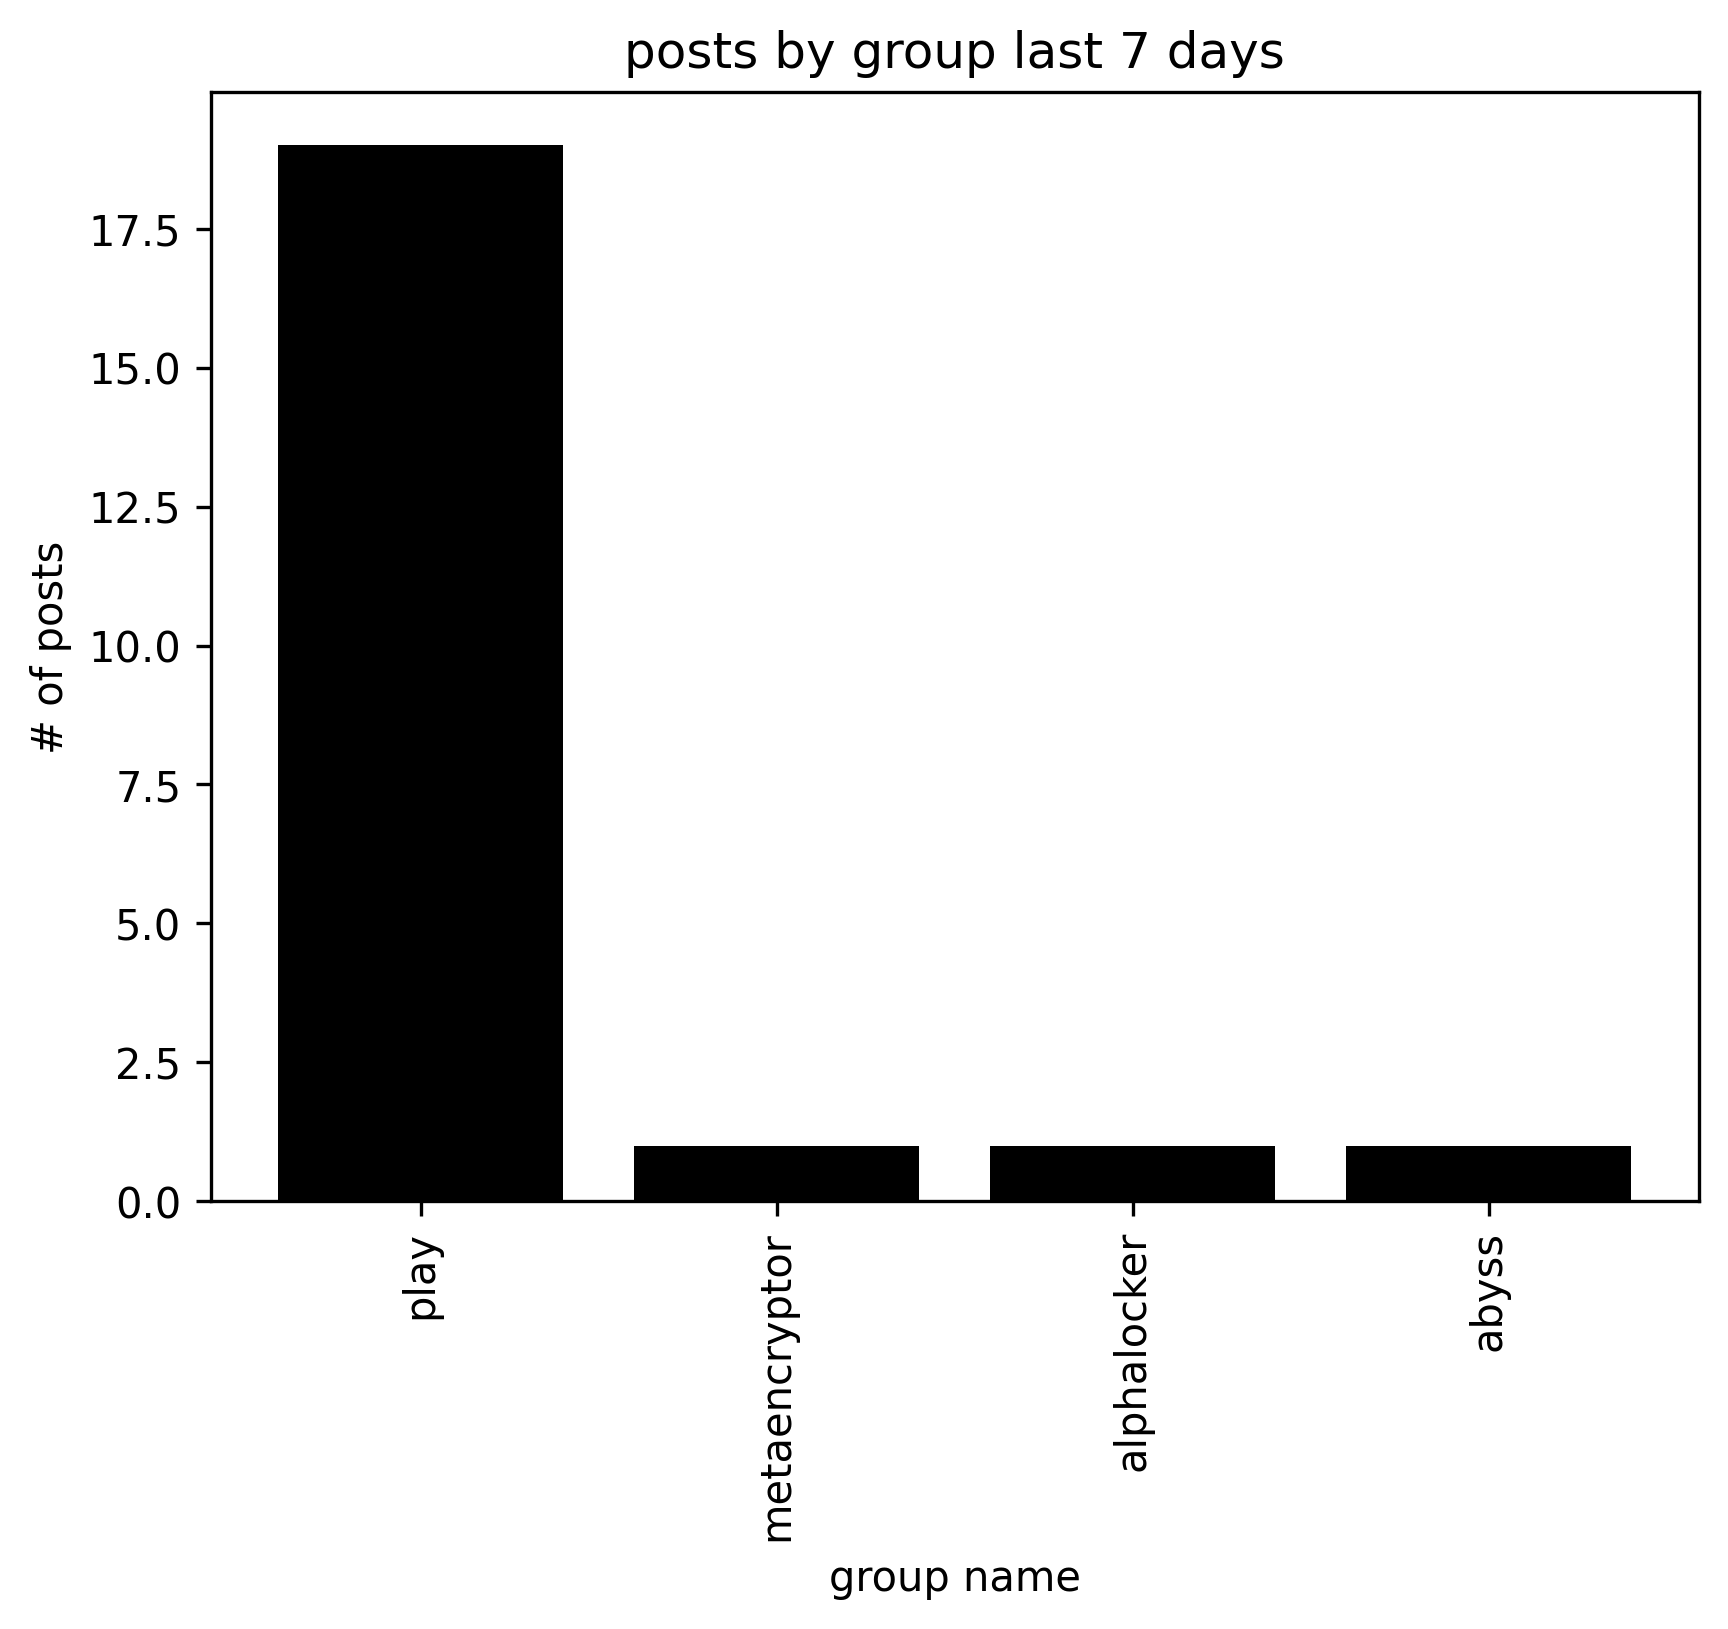 posts by group last 7 days
# of posts
17.5
15.0
12.5
10.0
7.5
5.0
2.5
0.0
play
metaencryptor
alphalocker
abyss
group name